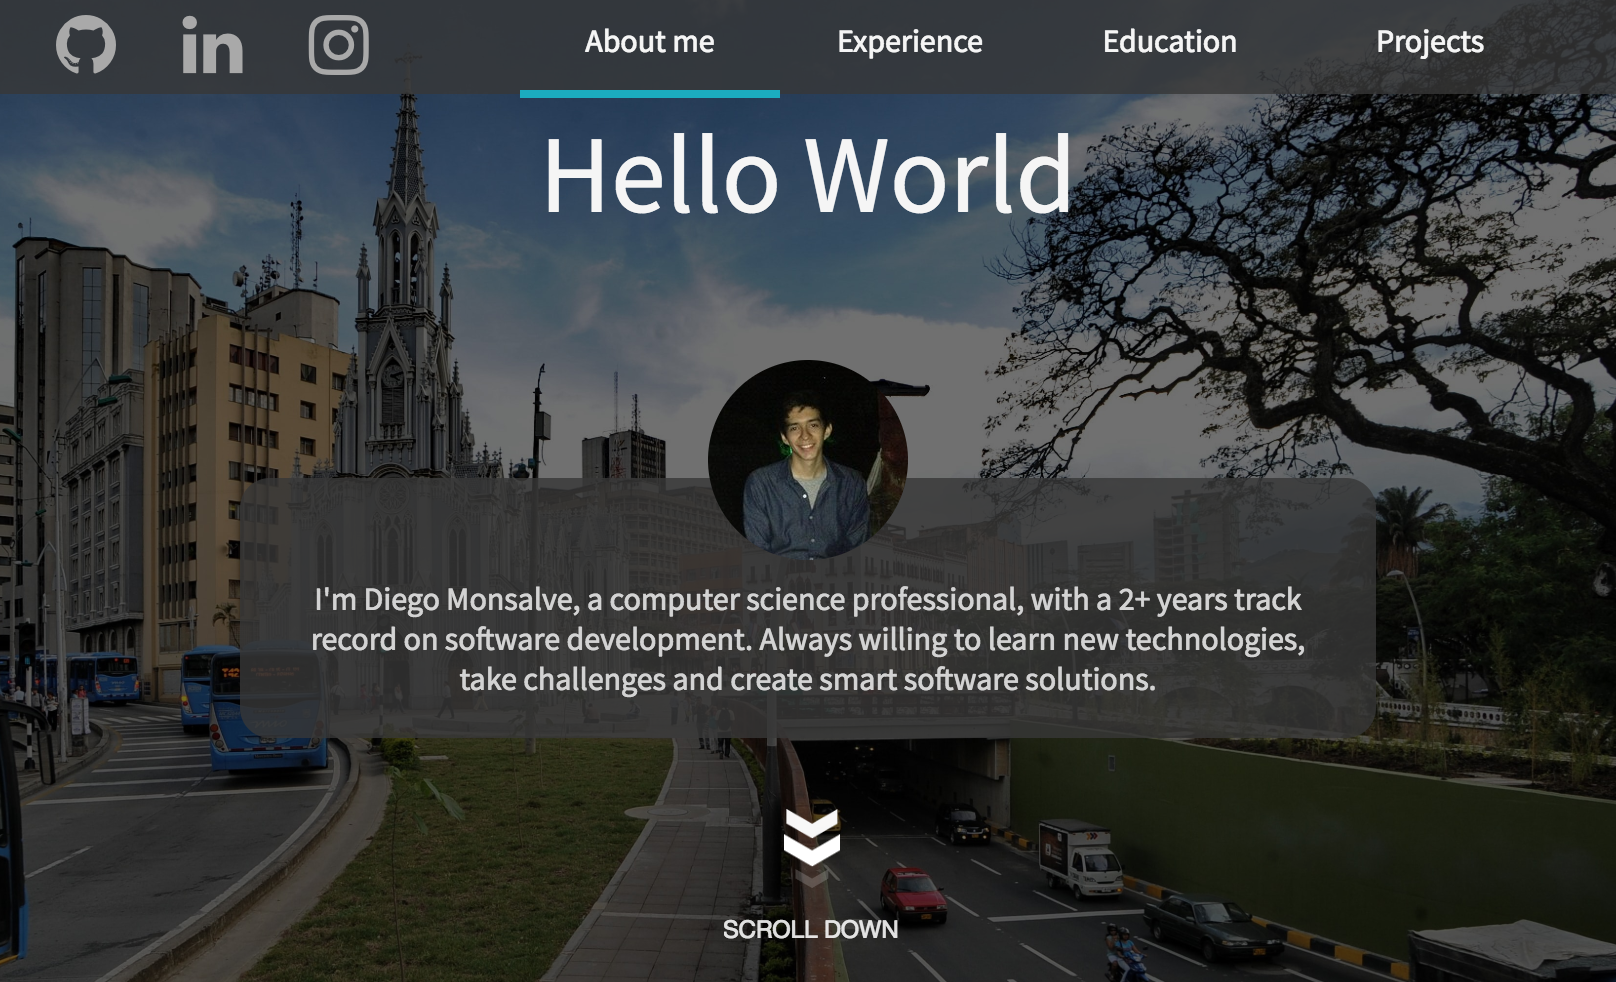 in
About me
Experience
Education
Projects
Hello World
I'm Diego Monsalve, a computer science professional, with a 2+ years track
record on software development. Always willing to learn new technologies,
take challenges and create smart software solutions.
SCROLL DOWN